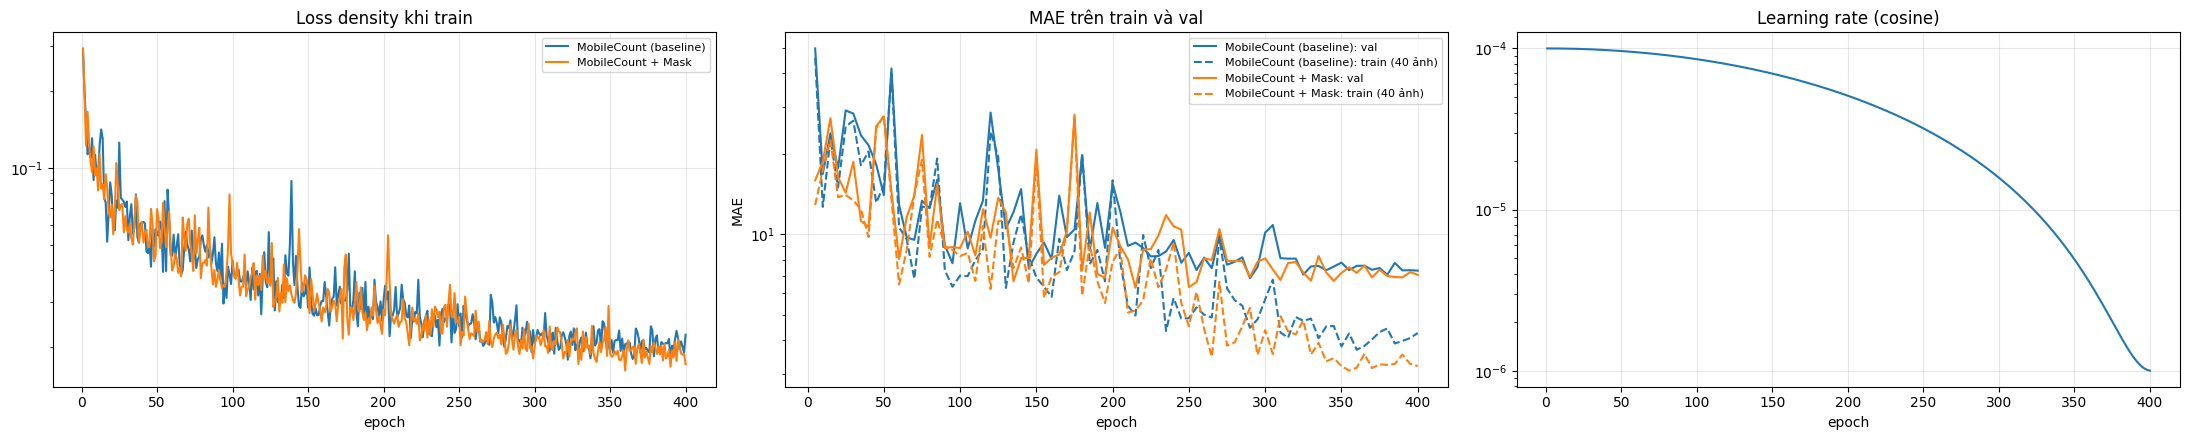 Loss density khi train
MobileCount (baseline)
MobileCount + Mask
10⁻¹
0
50
100
150
200
250
300
350
400
epoch
MAE trên train và val
MobileCount (baseline): val
MobileCount (baseline): train (40 ảnh)
MobileCount + Mask: val
MobileCount + Mask: train (40 ảnh)
MAE
10¹
0
50
100
150
200
250
300
350
400
epoch
Learning rate (cosine)
10⁻⁴
10⁻⁵
10⁻⁶
0
50
100
150
200
250
300
350
400
epoch